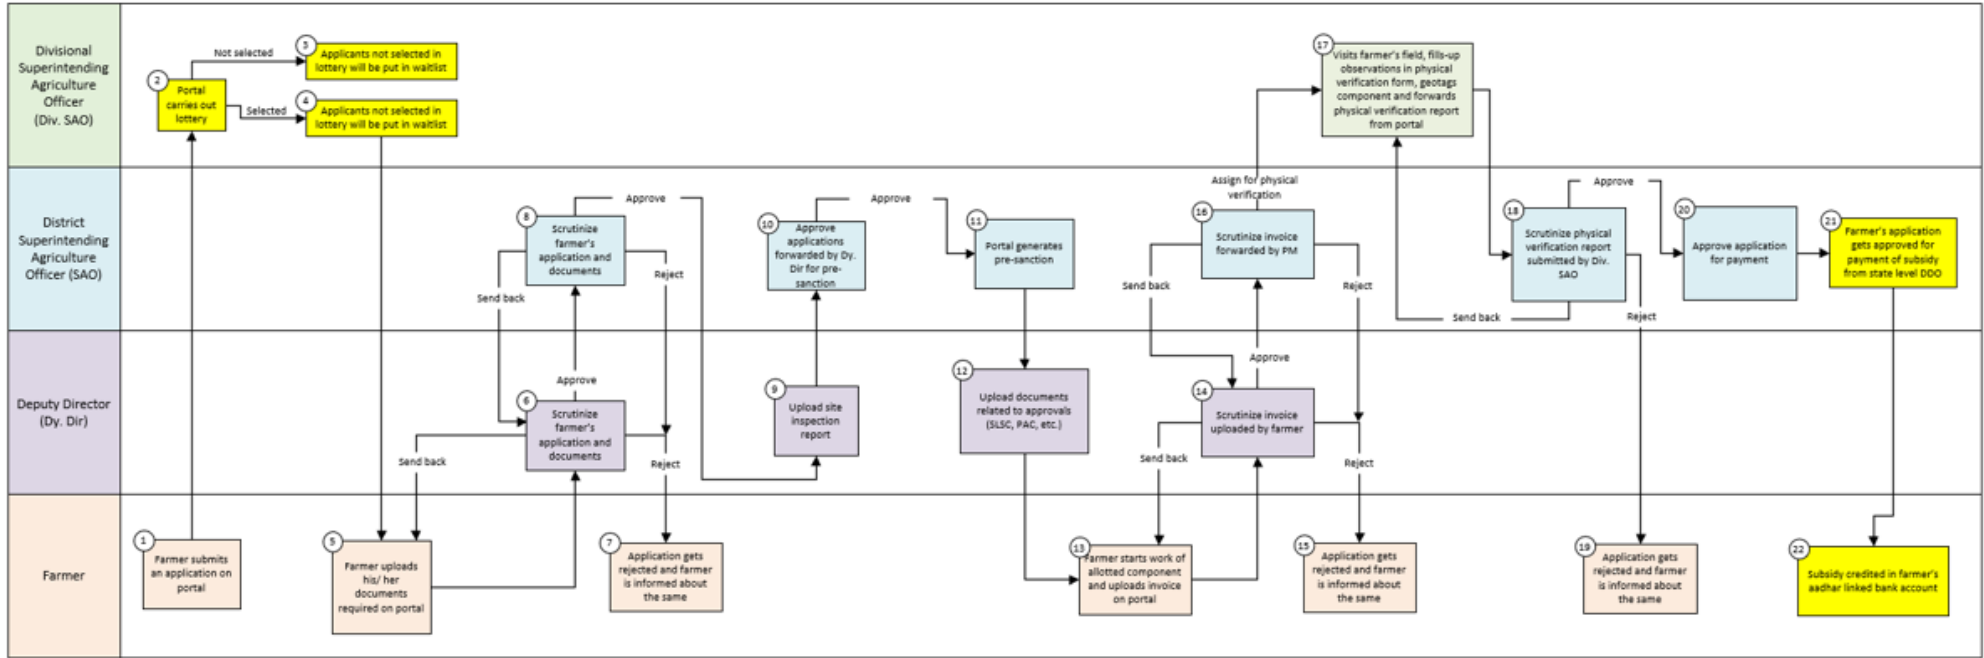 Divisional
Superintending
Agriculture
Officer
(Div. SAO)
2
Portal
carries out
lottery
Not selected
3
Applicants not selected in
lottery will be put in waitlist
Selected
4
Applicants not selected in
lottery will be put in waitlist
17
Visits farmer's field, fills-up
observations in physical
verification form, geotags
component and forwards
physical verification report
from portal
District
Superintending
Agriculture
Officer (SAO)
8
Scrutinize
farmer's
application and
documents
Approve
Reject
Send back
10
Approve
applications
forwarded by Dy.
Dir for pre-
sanction
Approve
11
Portal generates
pre-sanction
Assign for physical
verification
16
Scrutinize invoice
forwarded by PM
Send back
Reject
18
Scrutinize physical
verification report
submitted by Div.
SAO
Approve
Send back
Reject
20
Approve application
for payment
21
Farmer's application
gets approved for
payment of subsidy
from state level DDO
Deputy Director
(Dy. Dir)
Approve
6
Scrutinize
farmer's
application and
documents
Send back
Reject
9
Upload site
inspection
report
12
Upload documents
related to approvals
(SLSC, PAC, etc.)
Approve
14
Scrutinize invoice
uploaded by farmer
Send back
Reject
Farmer
1
Farmer submits
an application on
portal
5
Farmer uploads
his/ her
documents
required on portal
7
Application gets
rejected and farmer
is informed about
the same
13
Farmer starts work of
allotted component
and uploads invoice
on portal
15
Application gets
rejected and farmer
is informed about
the same
19
Application gets
rejected and farmer
is informed about
the same
22
Subsidy credited in farmer's
aadhar linked bank account